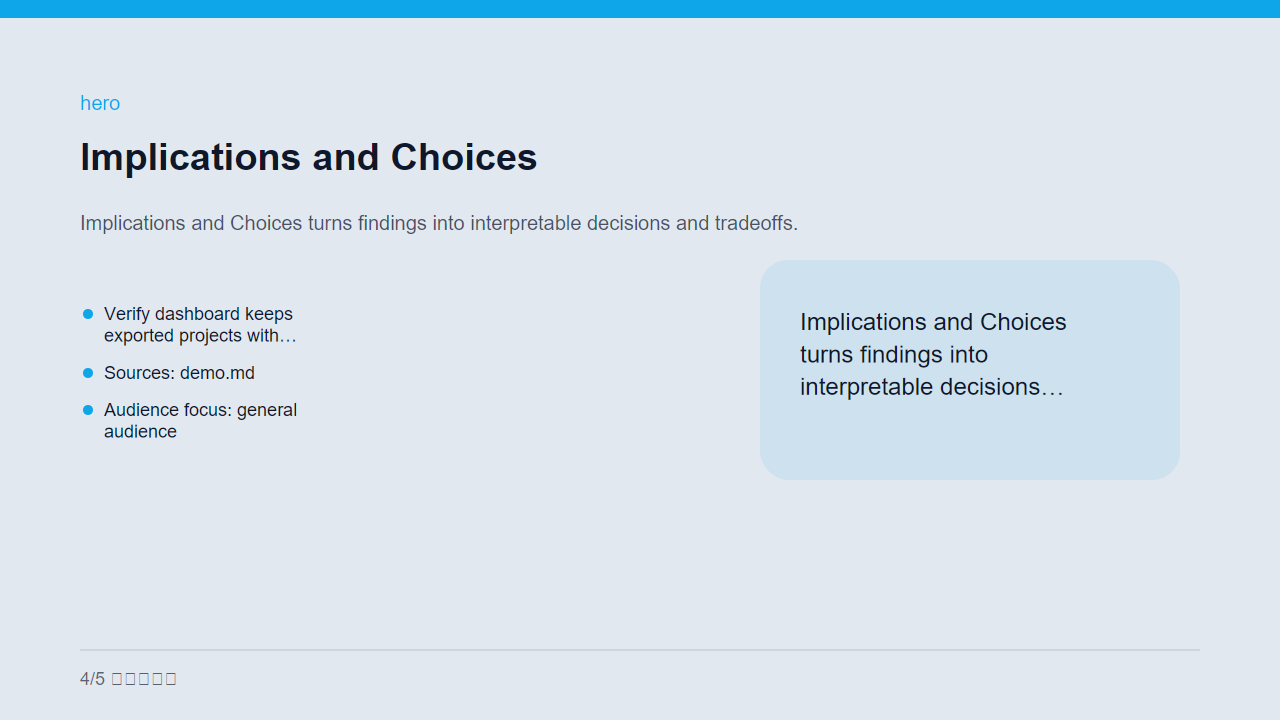 hero
Implications and Choices
Implications and Choices turns findings into interpretable decisions and tradeoffs.
Verify dashboard keeps
exported projects with…
Sources: demo.md
Audience focus: general
audience
Implications and Choices
turns findings into
interpretable decisions…
4/5